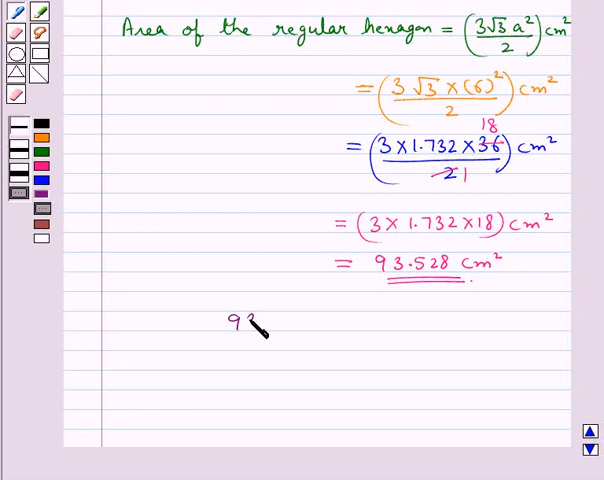 Area of the regular hexagon = (3√3 a²/2) cm²
= (3√3 × (6)²/2) cm²
= (3 × 1.732 × 36 18/2 1) cm²
= (3 × 1.732 × 18) cm²
= 93.528 cm²
93